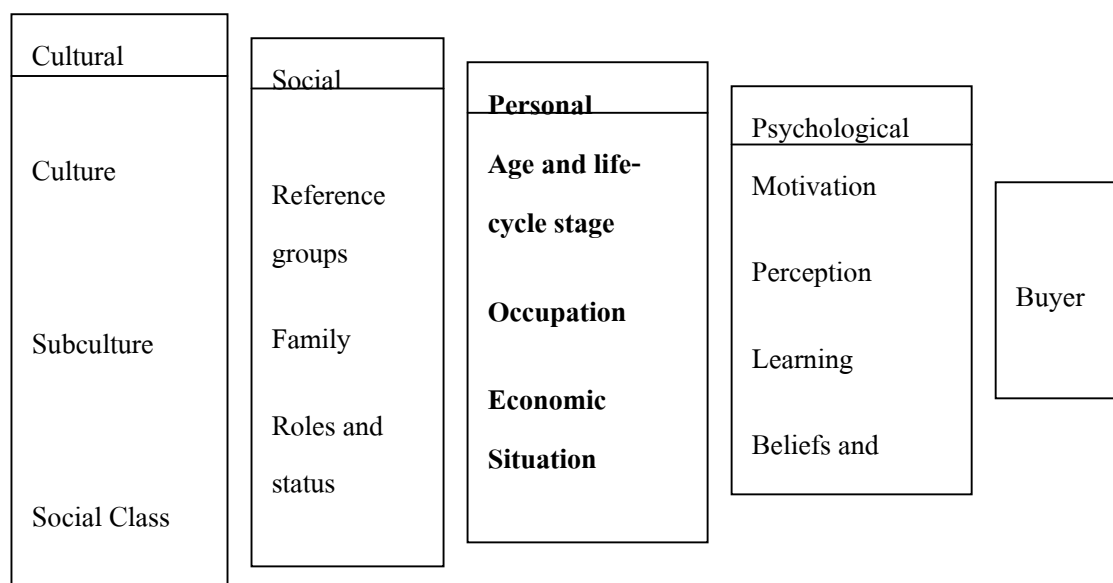 Cultural
Culture
Subculture
Social Class
Social
Reference
groups
Family
Roles and
status
Personal
Age and life-
cycle stage
Occupation
Economic
Situation
Psychological
Motivation
Perception
Learning
Beliefs and
Buyer